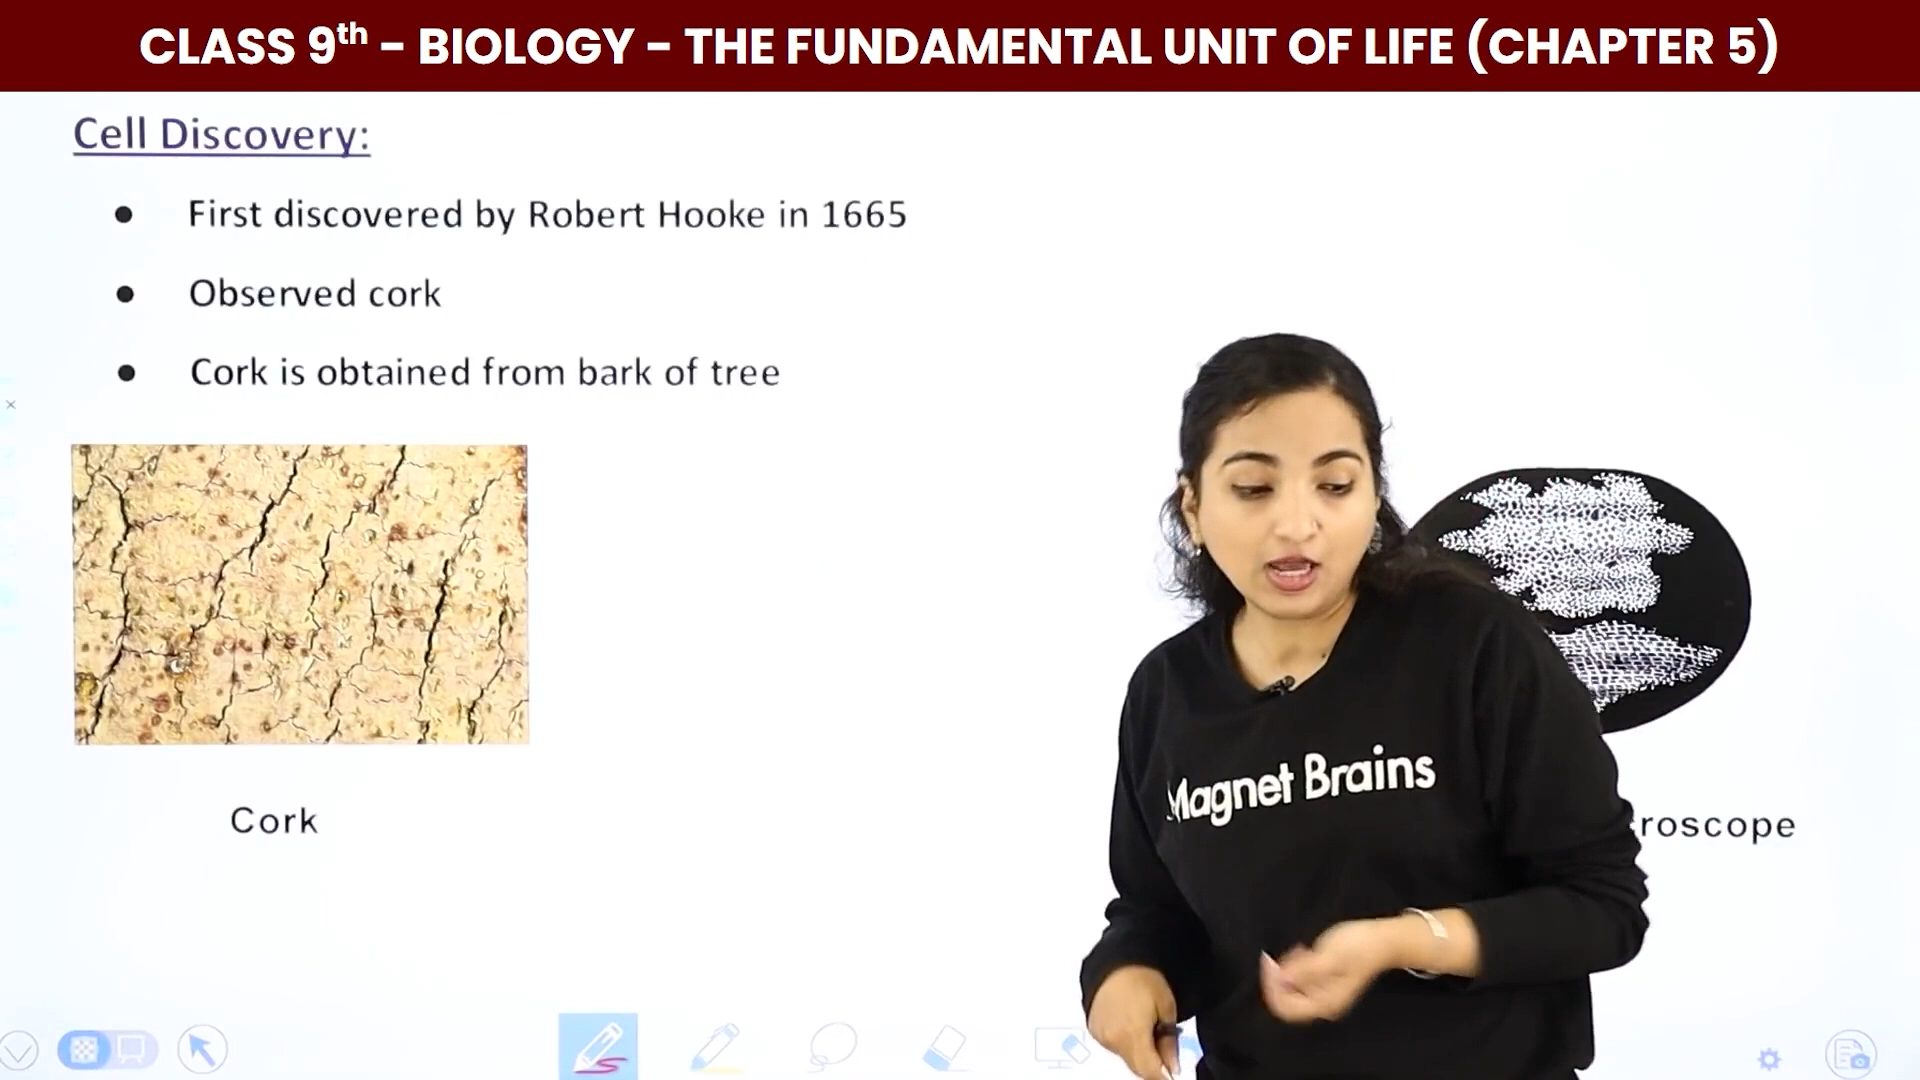 CLASS 9th – BIOLOGY – THE FUNDAMENTAL UNIT OF LIFE (CHAPTER 5)
Cell Discovery:
● First discovered by Robert Hooke in 1665
● Observed cork
● Cork is obtained from bark of tree
Magnet Brains
Cork